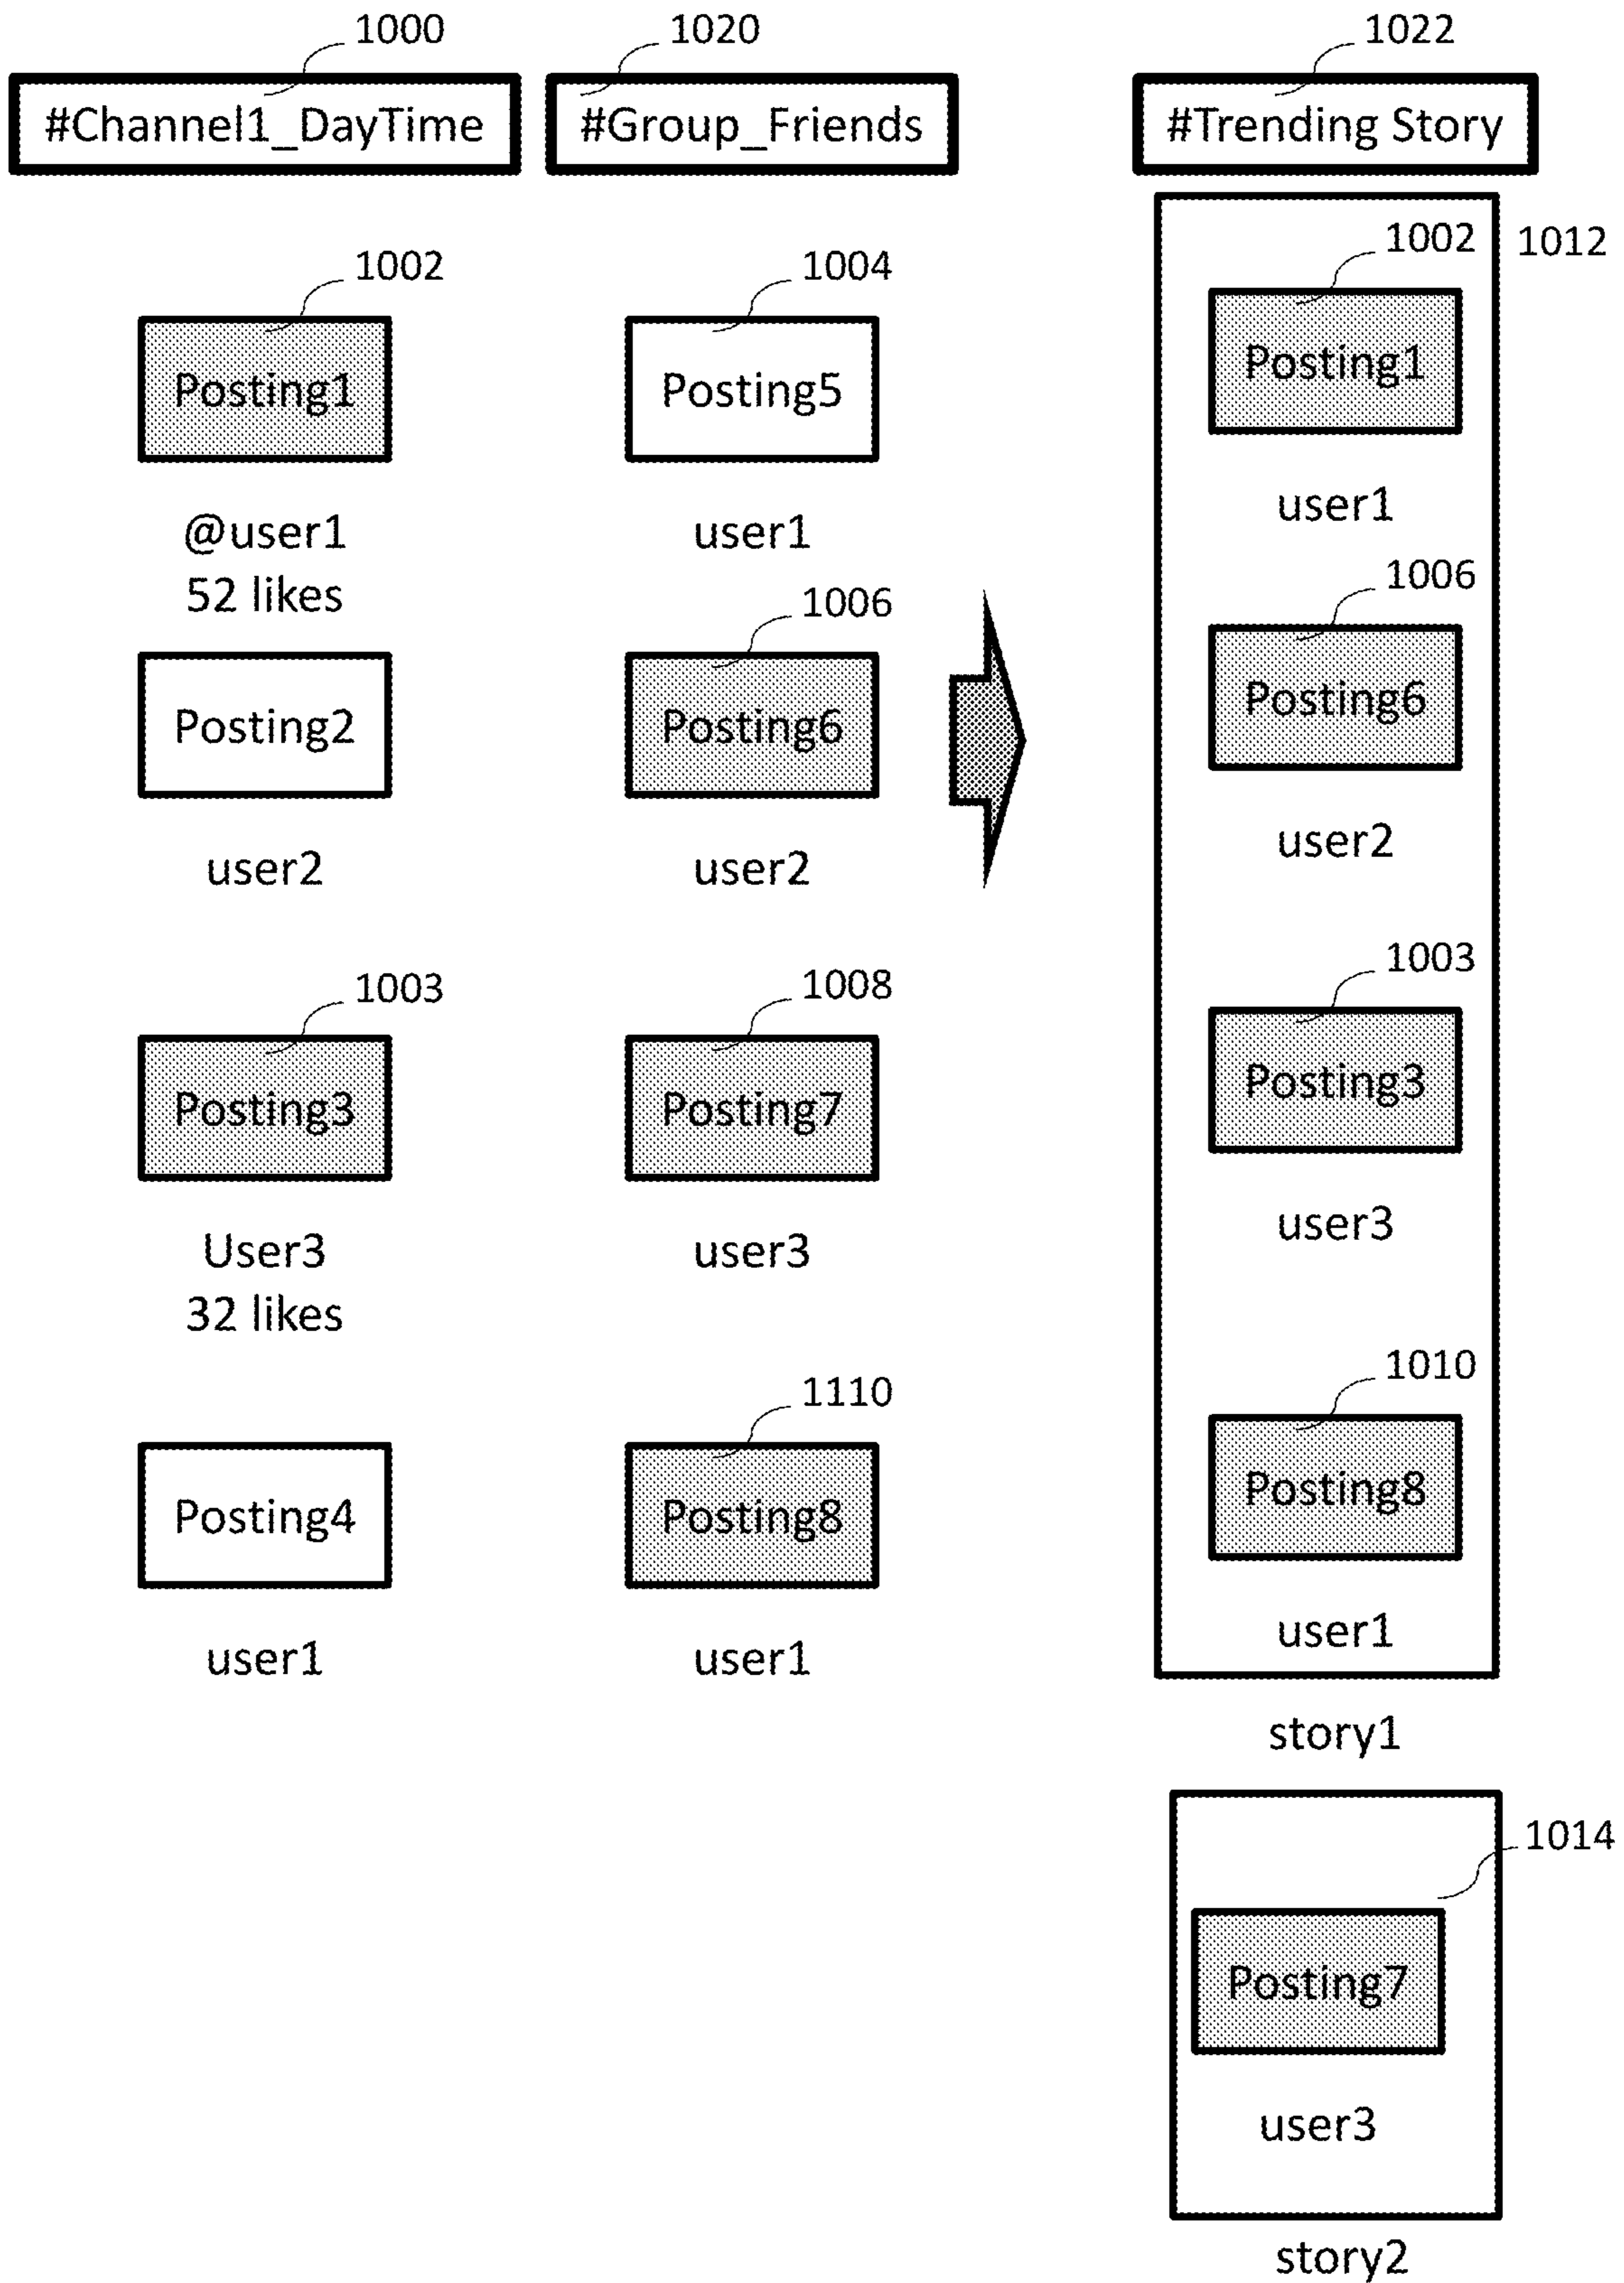 1000
#Channel1_DayTime
1002
Posting1
@user1
52 likes
Posting2
user2
1003
Posting3
User3
32 likes
Posting4
user1
1020
#Group_Friends
1004
Posting5
user1
1006
Posting6
user2
1008
Posting7
user3
1110
Posting8
user1
1022
#Trending Story
1012
1002
Posting1
user1
1006
Posting6
user2
1003
Posting3
user3
1010
Posting8
user1
story1
1014
Posting7
user3
story2